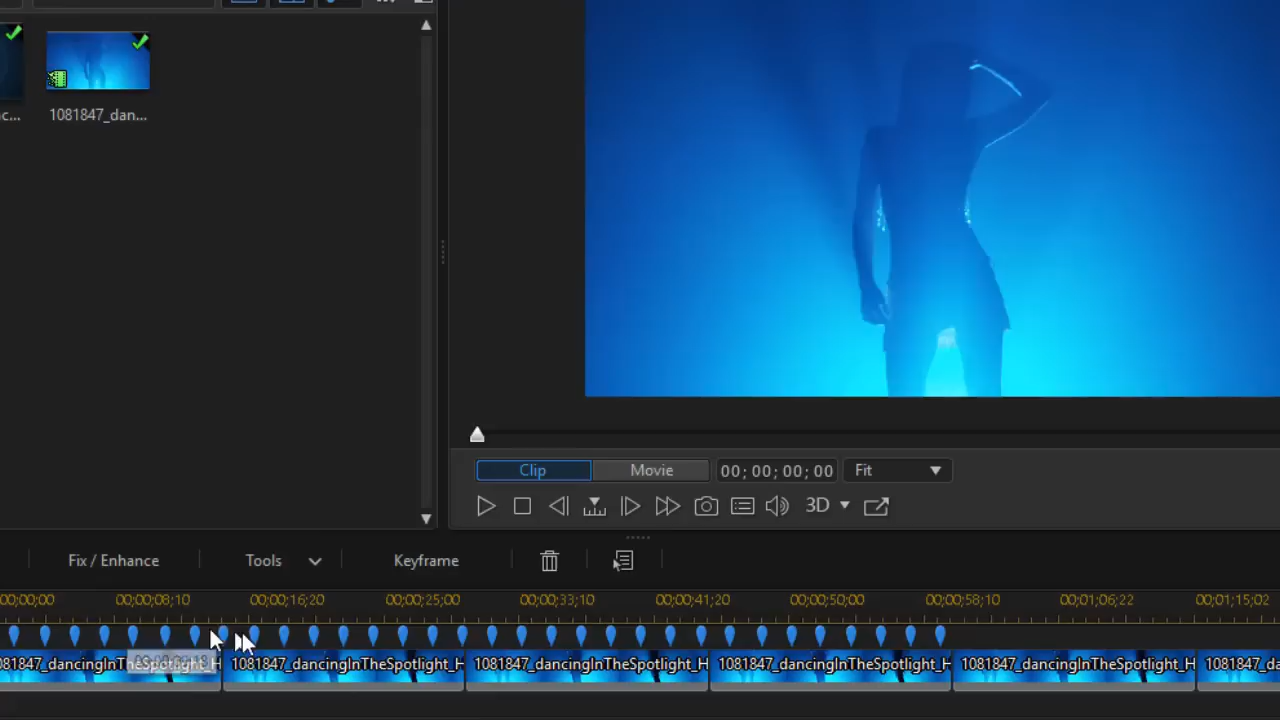 c...
1081847_dan...
Clip Movie 00; 00; 00; 00 Fit
3D
Fix / Enhance Tools Keyframe
00;00;00 00;00;08;10 00;00;16;20 00;00;25;00 00;00;33;10 00;00;41;20 00;00;50;00 00;00;58;10 00;01;06;22 00;01;15;02
081847_dancingInTheSpotlight_H 1081847_dancingInTheSpotlight_H 1081847_dancingInTheSpotlight_H 1081847_dancingInTheSpotlight_H 1081847_dancingInTheSpotlight_H 1081847_dancingInT